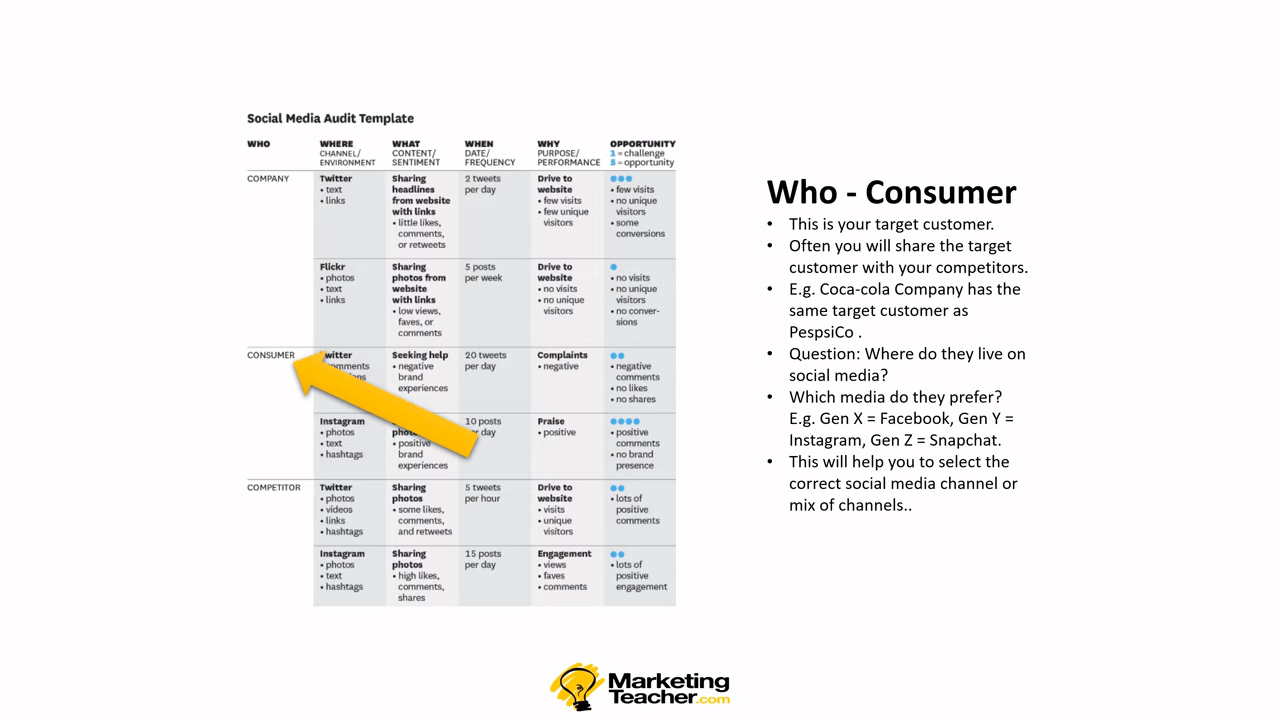 Social Media Audit Template
WHO
WHERE
CHANNEL/
ENVIRONMENT
WHAT
CONTENT/
SENTIMENT
WHEN
DATE/
FREQUENCY
WHY
PURPOSE/
PERFORMANCE
OPPORTUNITY
1 = challenge
5 = opportunity
COMPANY
Twitter
• text
• links
Sharing
headlines
from website
with links
• little likes,
comments,
or retweets
2 tweets
per day
Drive to
website
• few visits
• few unique
visitors
• few visits
• no unique
visitors
• some
conversions
Flickr
• photos
• text
• links
Sharing
photos from
website
with links
• low views,
faves, or
comments
5 posts
per week
Drive to
website
• no visits
• no unique
visitors
• no visits
• no unique
visitors
• no conver-
sions
CONSUMER
Seeking help
• negative
brand
experiences
20 tweets
per day
Complaints
• negative
• negative
comments
• no likes
• no shares
Instagram
• photos
• text
• hashtags
• positive
brand
experiences
10 posts
day
Praise
• positive
• positive
comments
• no brand
presence
COMPETITOR
Twitter
• photos
• videos
• links
• hashtags
Sharing
photos
• some likes,
comments,
and retweets
5 tweets
per hour
Drive to
website
• visits
• unique
visitors
• lots of
positive
comments
Instagram
• photos
• text
• hashtags
Sharing
photos
• high likes,
comments,
shares
15 posts
per day
Engagement
• views
• faves
• comments
• lots of
positive
engagement
Who - Consumer
• This is your target customer.
• Often you will share the target
customer with your competitors.
• E.g. Coca-cola Company has the
same target customer as
PespsiCo .
• Question: Where do they live on
social media?
• Which media do they prefer?
E.g. Gen X = Facebook, Gen Y =
Instagram, Gen Z = Snapchat.
• This will help you to select the
correct social media channel or
mix of channels..
Marketing
Teacher.com